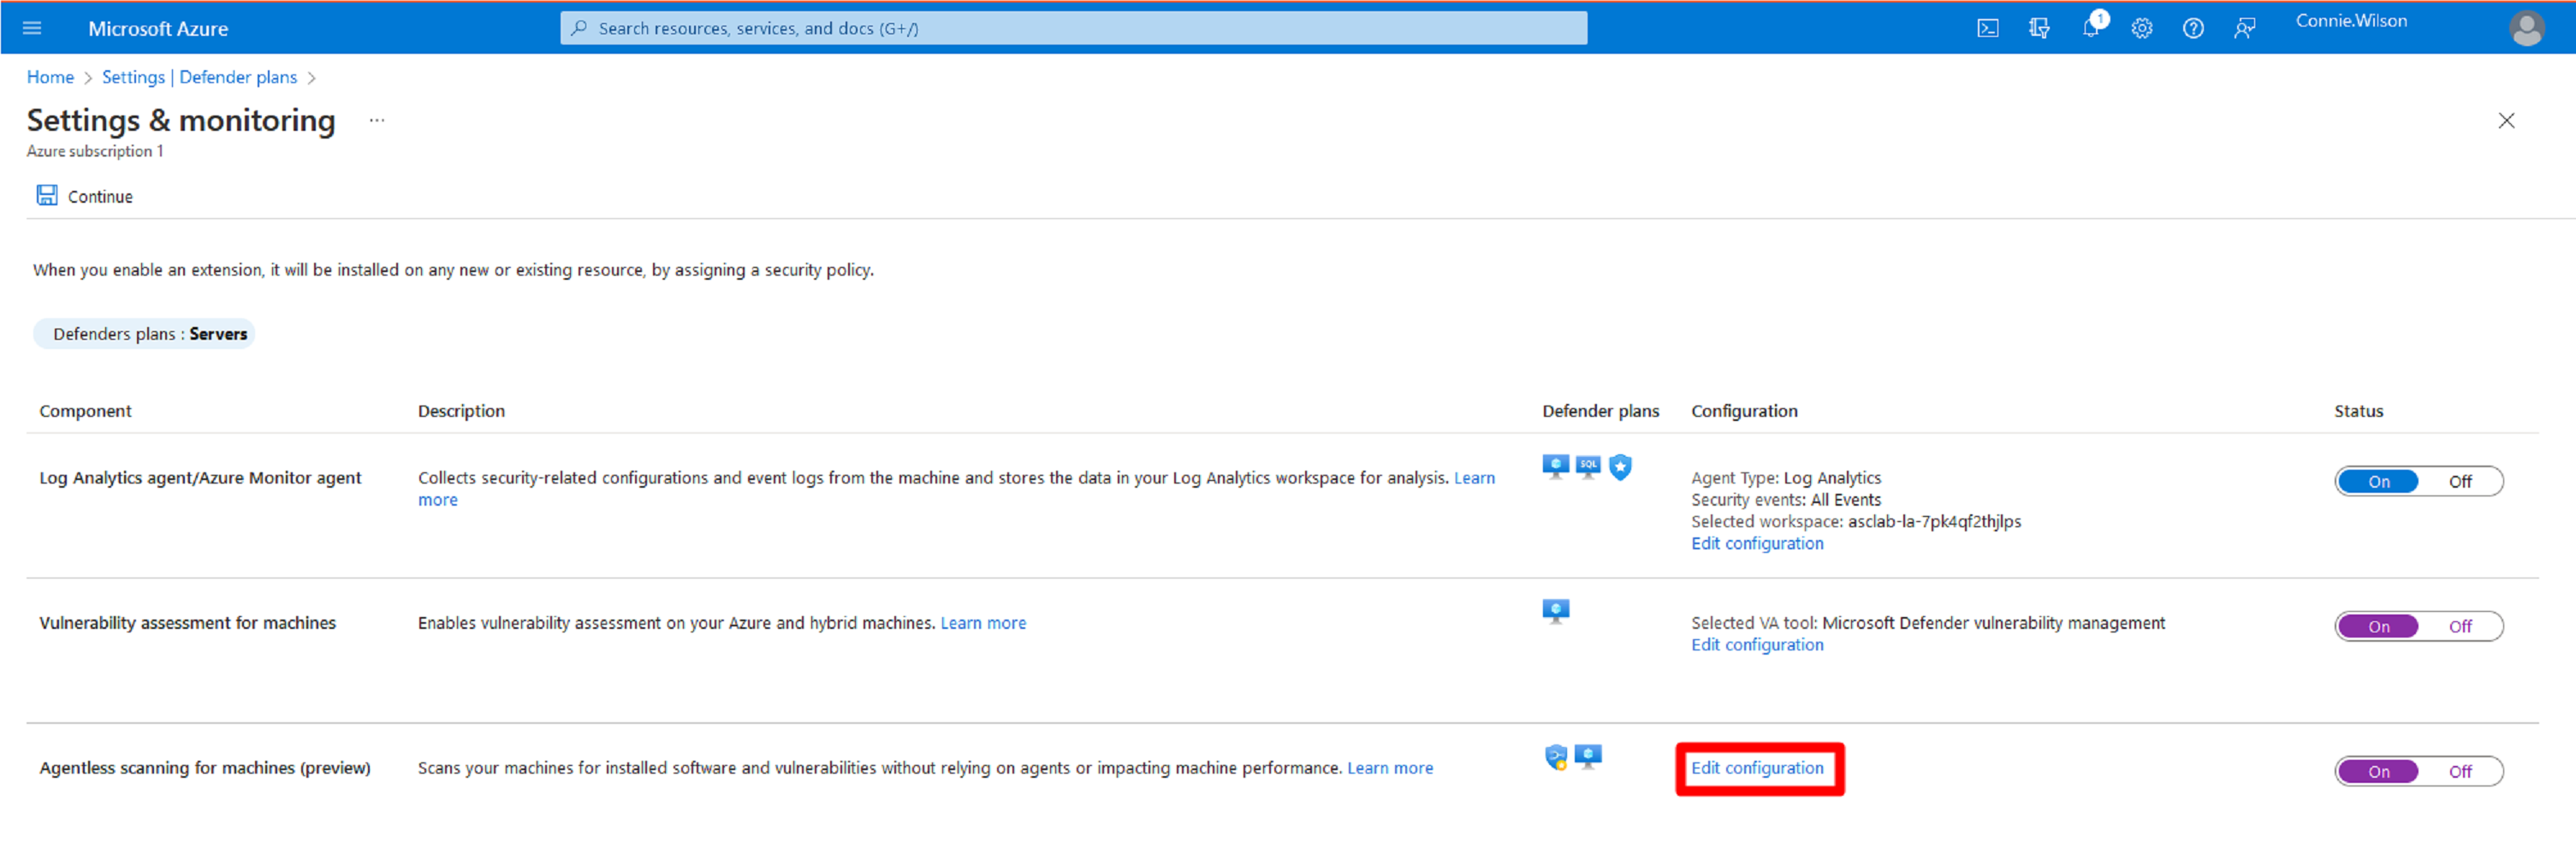 Microsoft Azure
Search resources, services, and docs (G+/)
1
Connie.Wilson
Home > Settings | Defender plans >
Settings & monitoring ...
Azure subscription 1
Continue
When you enable an extension, it will be installed on any new or existing resource, by assigning a security policy.
Defenders plans : Servers
Component Description Defender plans Configuration Status
Log Analytics agent/Azure Monitor agent
Collects security-related configurations and event logs from the machine and stores the data in your Log Analytics workspace for analysis. Learn
more
SQL
Agent Type: Log Analytics
Security events: All Events
Selected workspace: asclab-la-7pk4qf2thjlps
Edit configuration
On Off
Vulnerability assessment for machines
Enables vulnerability assessment on your Azure and hybrid machines. Learn more
Selected VA tool: Microsoft Defender vulnerability management
Edit configuration
On Off
Agentless scanning for machines (preview)
Scans your machines for installed software and vulnerabilities without relying on agents or impacting machine performance. Learn more
Edit configuration
On Off